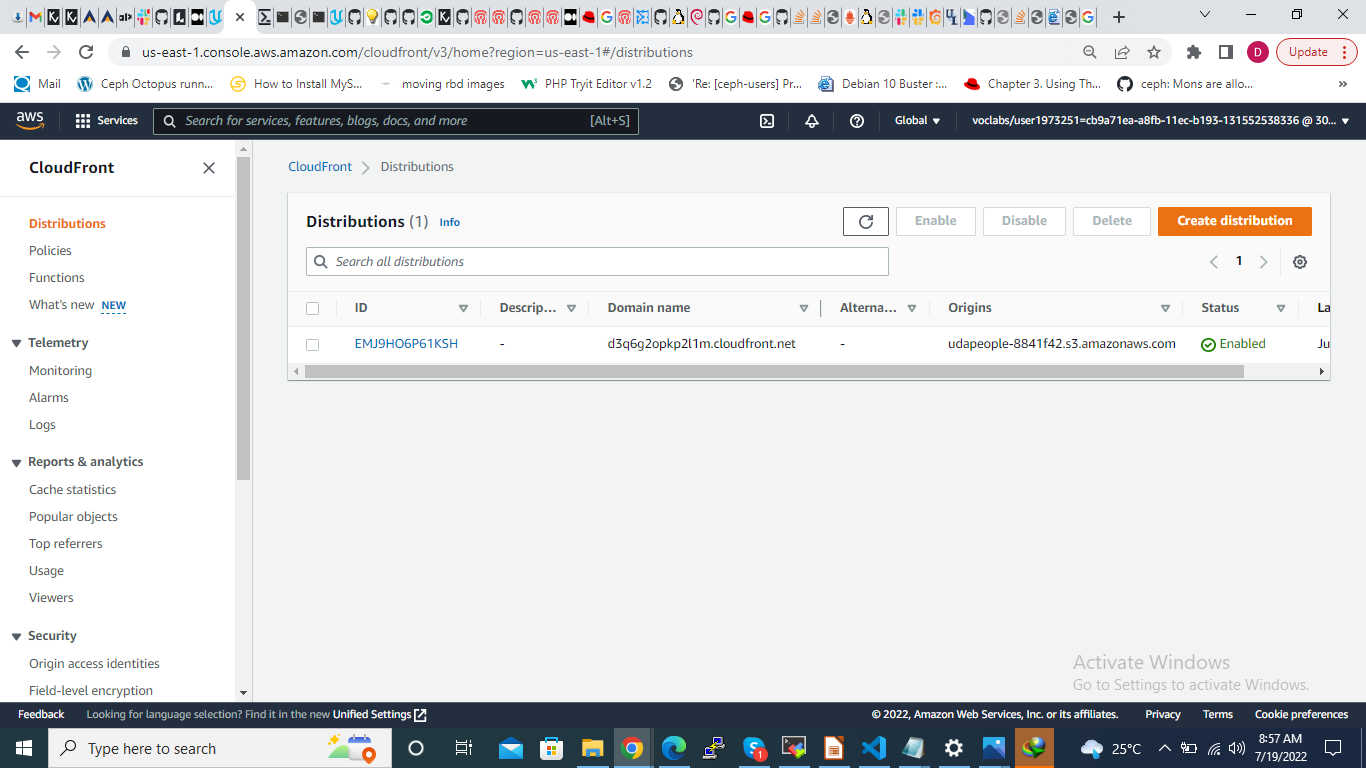 us-east-1.console.aws.amazon.com/cloudfront/v3/home?region=us-east-1#/distributions
D
Update
Mail
Ceph Octopus runn...
How to Install MyS...
moving rbd images
PHP Tryit Editor v1.2
'Re: [ceph-users] Pr...
Debian 10 Buster :...
Chapter 3. Using Th...
ceph: Mons are allo...
»
aws
Services
Search for services, features, blogs, docs, and more
[Alt+S]
Global
voclabs/user1973251=cb9a71ea-a8fb-11ec-b193-131552538336 @ 30...
CloudFront
Distributions
Policies
Functions
What's new NEW
Telemetry
Monitoring
Alarms
Logs
Reports & analytics
Cache statistics
Popular objects
Top referrers
Usage
Viewers
Security
Origin access identities
Field-level encryption
CloudFront > Distributions
Distributions (1) Info
Enable
Disable
Delete
Create distribution
Search all distributions
1
ID Descrip... Domain name Alterna... Origins Status La
EMJ9HO6P61KSH - d3q6g2opkp2l1m.cloudfront.net - udapeople-8841f42.s3.amazonaws.com Enabled Ju
Activate Windows
Go to Settings to activate Windows.
Feedback
Looking for language selection? Find it in the new Unified Settings
© 2022, Amazon Web Services, Inc. or its affiliates.
Privacy
Terms
Cookie preferences
Type here to search
1
25°C
8:57 AM
7/19/2022